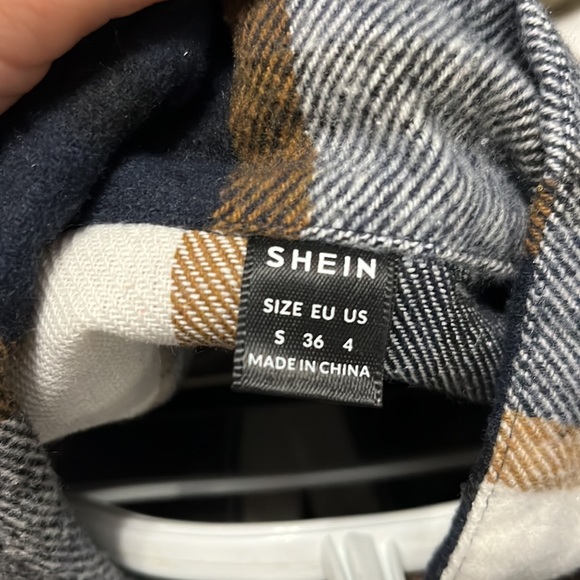 SHEIN
SIZE EU US
S 36 4
MADE IN CHINA